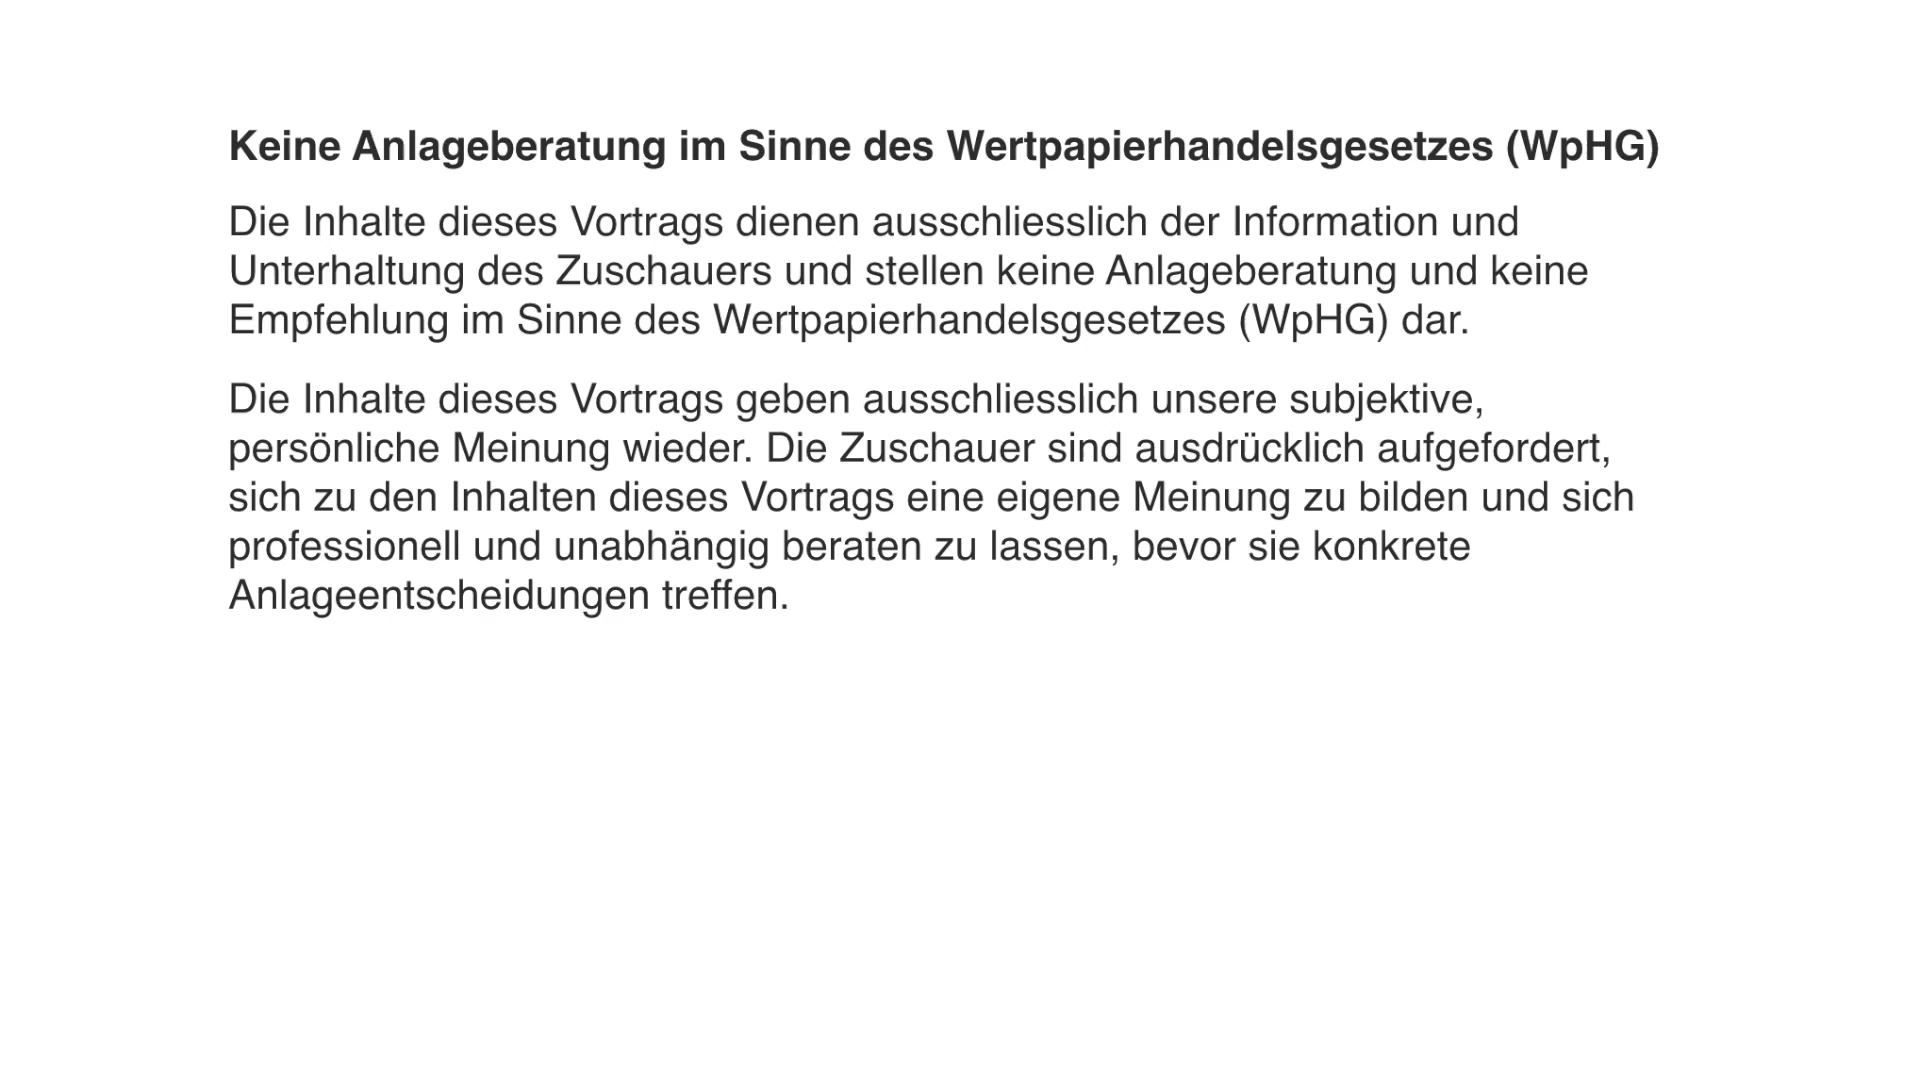 Keine Anlageberatung im Sinne des Wertpapierhandelsgesetzes (WpHG)
Die Inhalte dieses Vortrags dienen ausschliesslich der Information und
Unterhaltung des Zuschauers und stellen keine Anlageberatung und keine
Empfehlung im Sinne des Wertpapierhandelsgesetzes (WpHG) dar.
Die Inhalte dieses Vortrags geben ausschliesslich unsere subjektive,
persönliche Meinung wieder. Die Zuschauer sind ausdrücklich aufgefordert,
sich zu den Inhalten dieses Vortrags eine eigene Meinung zu bilden und sich
professionell und unabhängig beraten zu lassen, bevor sie konkrete
Anlageentscheidungen treffen.